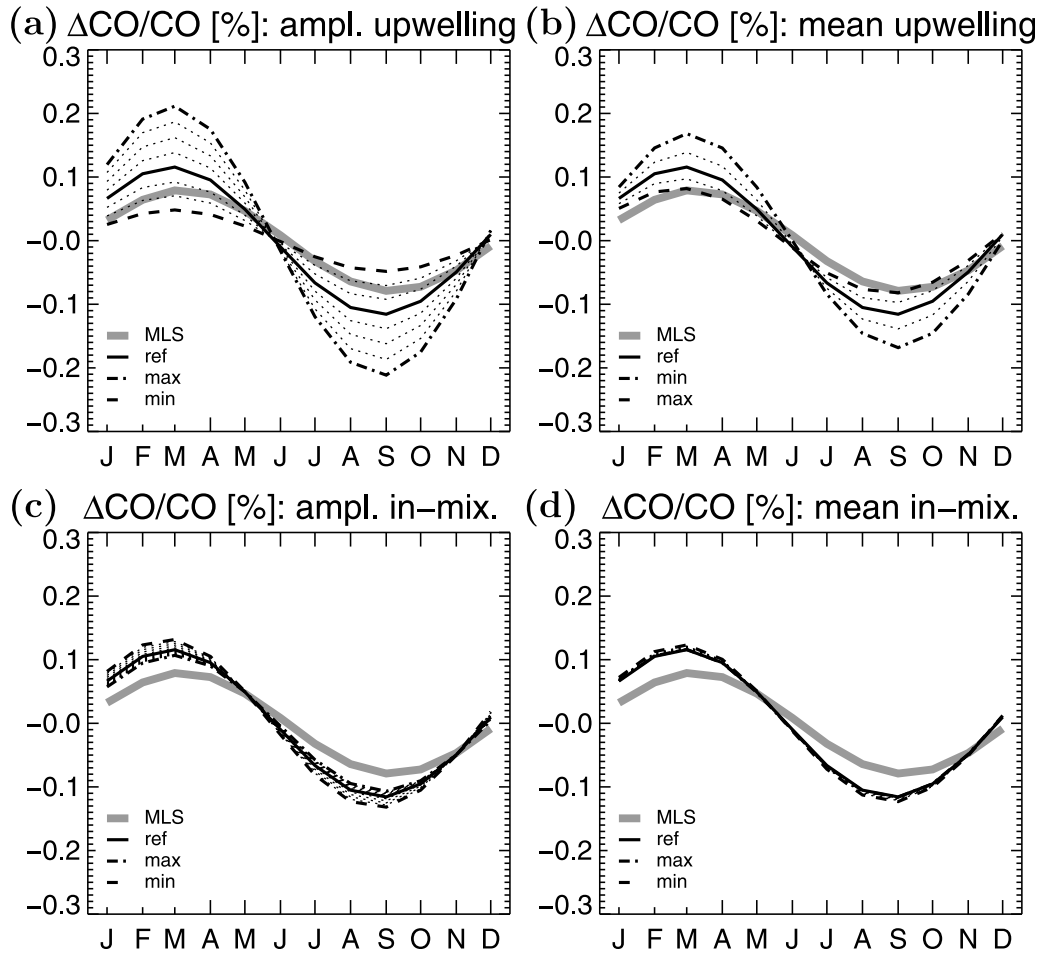 (a) ΔCO/CO [%]: ampl. upwelling
0.3
0.2
0.1
−0.0
−0.1
−0.2
−0.3
MLS
ref
max
min
J F M A M J J A S O N D
(b) ΔCO/CO [%]: mean upwelling
0.3
0.2
0.1
−0.0
−0.1
−0.2
−0.3
MLS
ref
min
max
J F M A M J J A S O N D
(c) ΔCO/CO [%]: ampl. in−mix.
0.3
0.2
0.1
−0.0
−0.1
−0.2
−0.3
MLS
ref
max
min
J F M A M J J A S O N D
(d) ΔCO/CO [%]: mean in−mix.
0.3
0.2
0.1
−0.0
−0.1
−0.2
−0.3
MLS
ref
max
min
J F M A M J J A S O N D